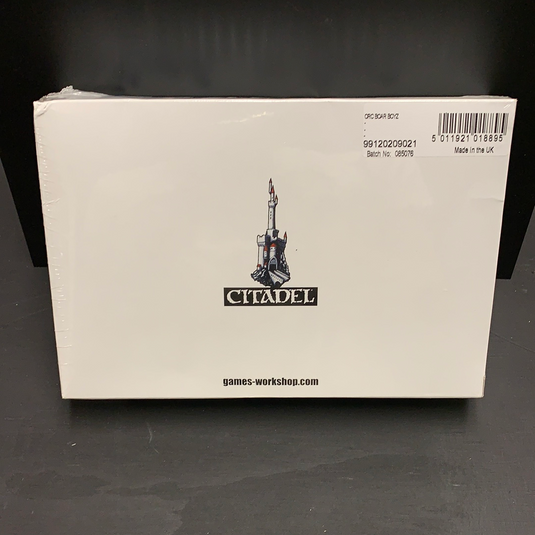 ORC BOAR BOYZ
99120209021
Batch No: 085076
5 011921 018895
Made in the UK
CITADEL
games-workshop.com